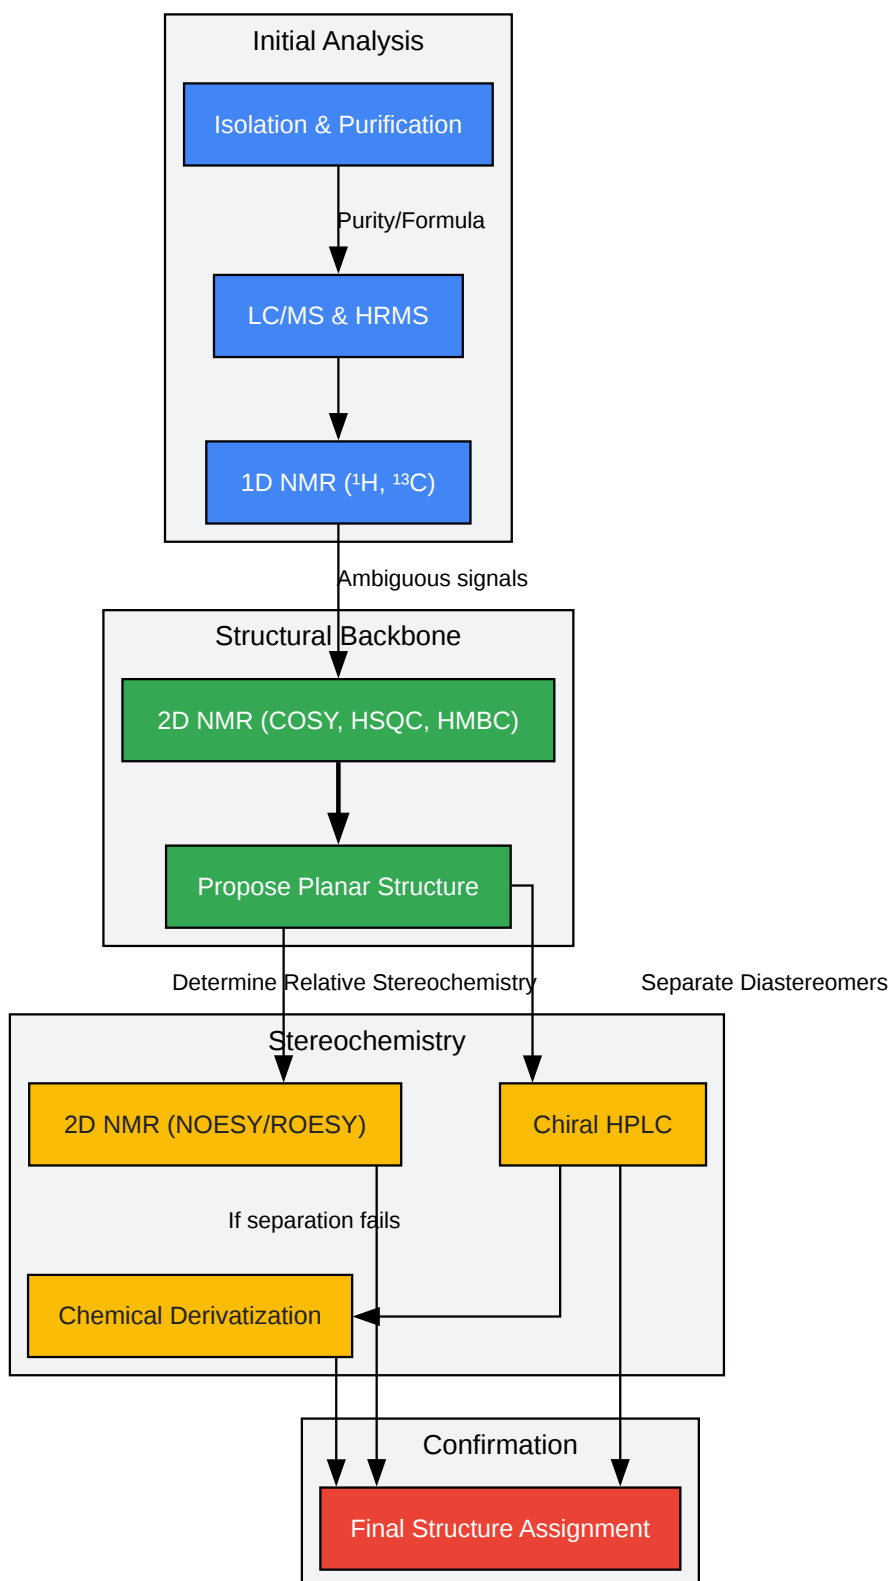 Initial Analysis
Isolation & Purification
Purity/Formula
LC/MS & HRMS
1D NMR (¹H, ¹³C)
Ambiguous signals
Structural Backbone
2D NMR (COSY, HSQC, HMBC)
Propose Planar Structure
Determine Relative Stereochemistry
Separate Diastereomers
Stereochemistry
2D NMR (NOESY/ROESY)
Chiral HPLC
If separation fails
Chemical Derivatization
Confirmation
Final Structure Assignment